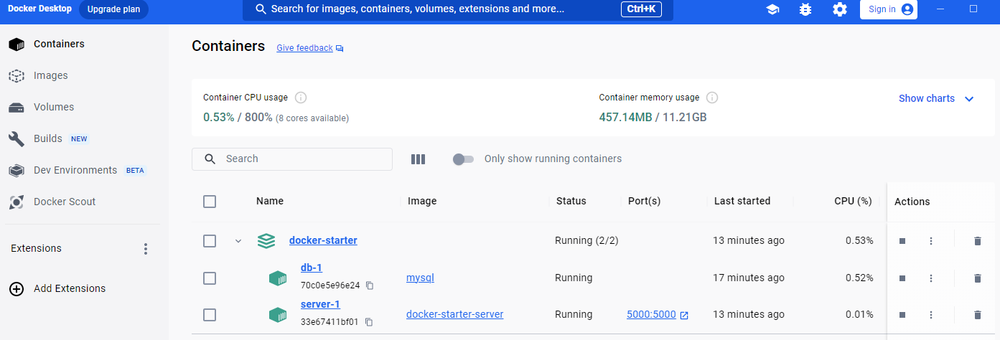 Docker Desktop Upgrade plan Search for images, containers, volumes, extensions and more... Ctrl+K Sign in
Containers
Images
Volumes
Builds NEW
Dev Environments BETA
Docker Scout
Extensions
Add Extensions
Containers Give feedback
Container CPU usage
0.53% / 800% (8 cores available)
Container memory usage
457.14MB / 11.21GB
Show charts
Search
Only show running containers
Name Image Status Port(s) Last started CPU (%) Actions
docker-starter Running (2/2) 13 minutes ago 0.53%
db-1 mysql Running 17 minutes ago 0.52%
70c0e5e96e24
server-1 docker-starter-server Running 5000:5000 13 minutes ago 0.01%
33e67411bf01